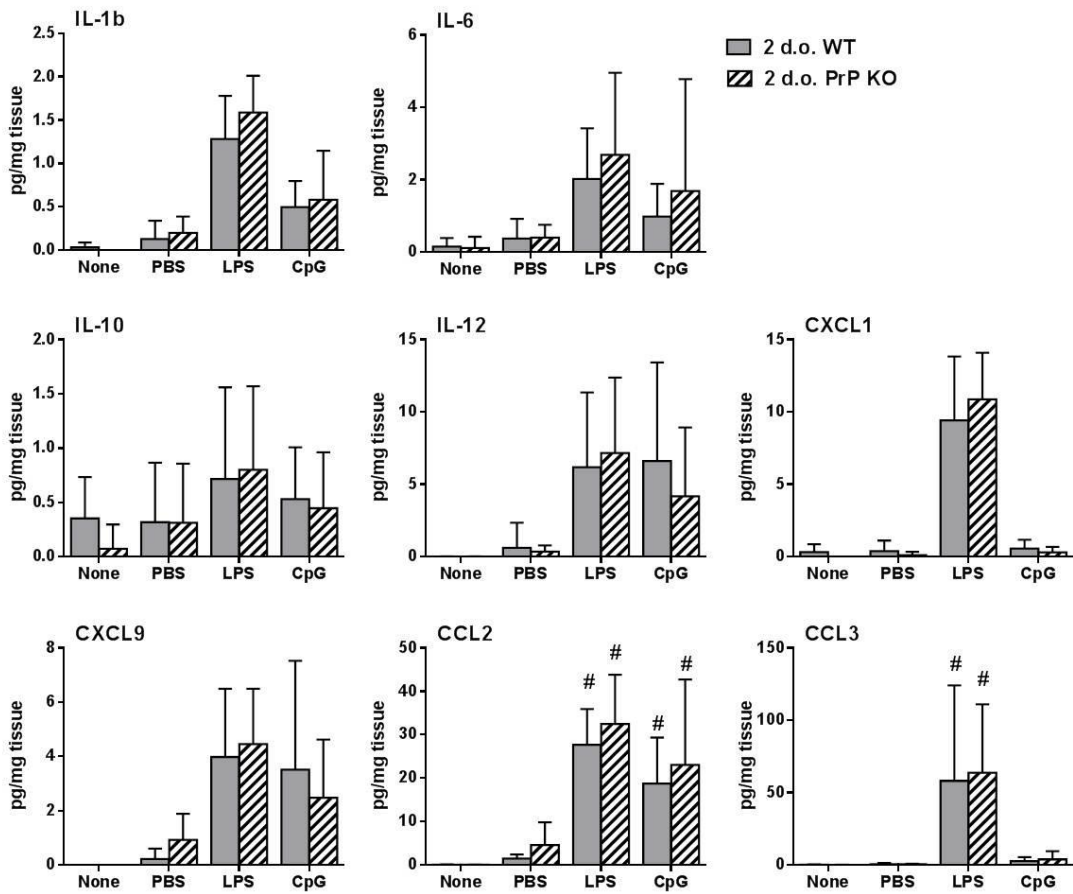 IL-1b
2.5
2.0
1.5
1.0
0.5
0.0
pg/mg tissue
None PBS LPS CpG
IL-6
6
4
2
0
pg/mg tissue
None PBS LPS CpG
2 d.o. WT
2 d.o. PrP KO
IL-10
2.0
1.5
1.0
0.5
0.0
pg/mg tissue
None PBS LPS CpG
IL-12
15
10
5
0
pg/mg tissue
None PBS LPS CpG
CXCL1
15
10
5
0
pg/mg tissue
None PBS LPS CpG
CXCL9
8
6
4
2
0
pg/mg tissue
None PBS LPS CpG
CCL2
50
40
30
20
10
0
pg/mg tissue
# # # #
None PBS LPS CpG
CCL3
150
100
50
0
pg/mg tissue
# #
None PBS LPS CpG